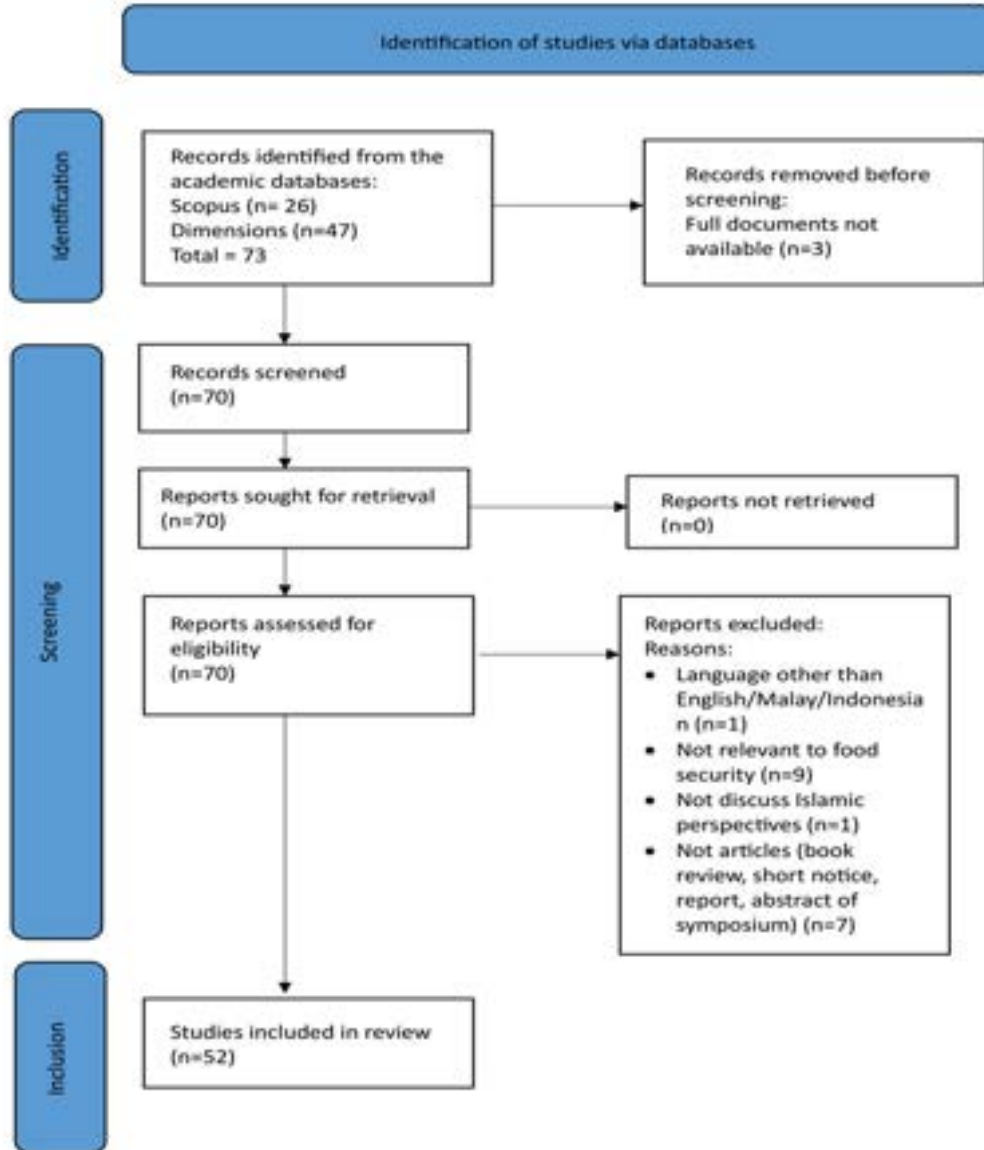 Identification of studies via databases
Identification
Records identified from the
academic databases:
Scopus (n= 26)
Dimensions (n=47)
Total = 73
Records removed before
screening:
Full documents not
available (n=3)
Screening
Records screened
(n=70)
Reports sought for retrieval
(n=70)
Reports not retrieved
(n=0)
Reports assessed for
eligibility
(n=70)
Reports excluded:
Reasons:
• Language other than
English/Malay/Indonesia
n (n=1)
• Not relevant to food
security (n=9)
• Not discuss Islamic
perspectives (n=1)
• Not articles (book
review, short notice,
report, abstract of
symposium) (n=7)
Inclusion
Studies included in review
(n=52)